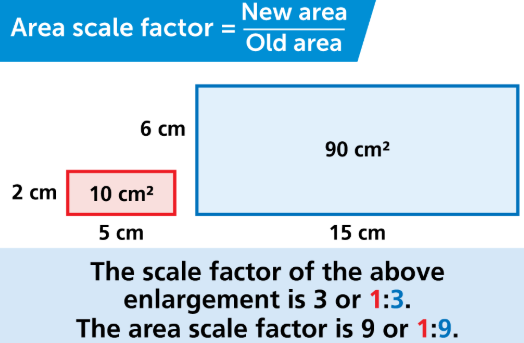 Area scale factor = New area
Old area
6 cm
90 cm²
2 cm
10 cm²
5 cm
15 cm
The scale factor of the above
enlargement is 3 or 1:3.
The area scale factor is 9 or 1:9.